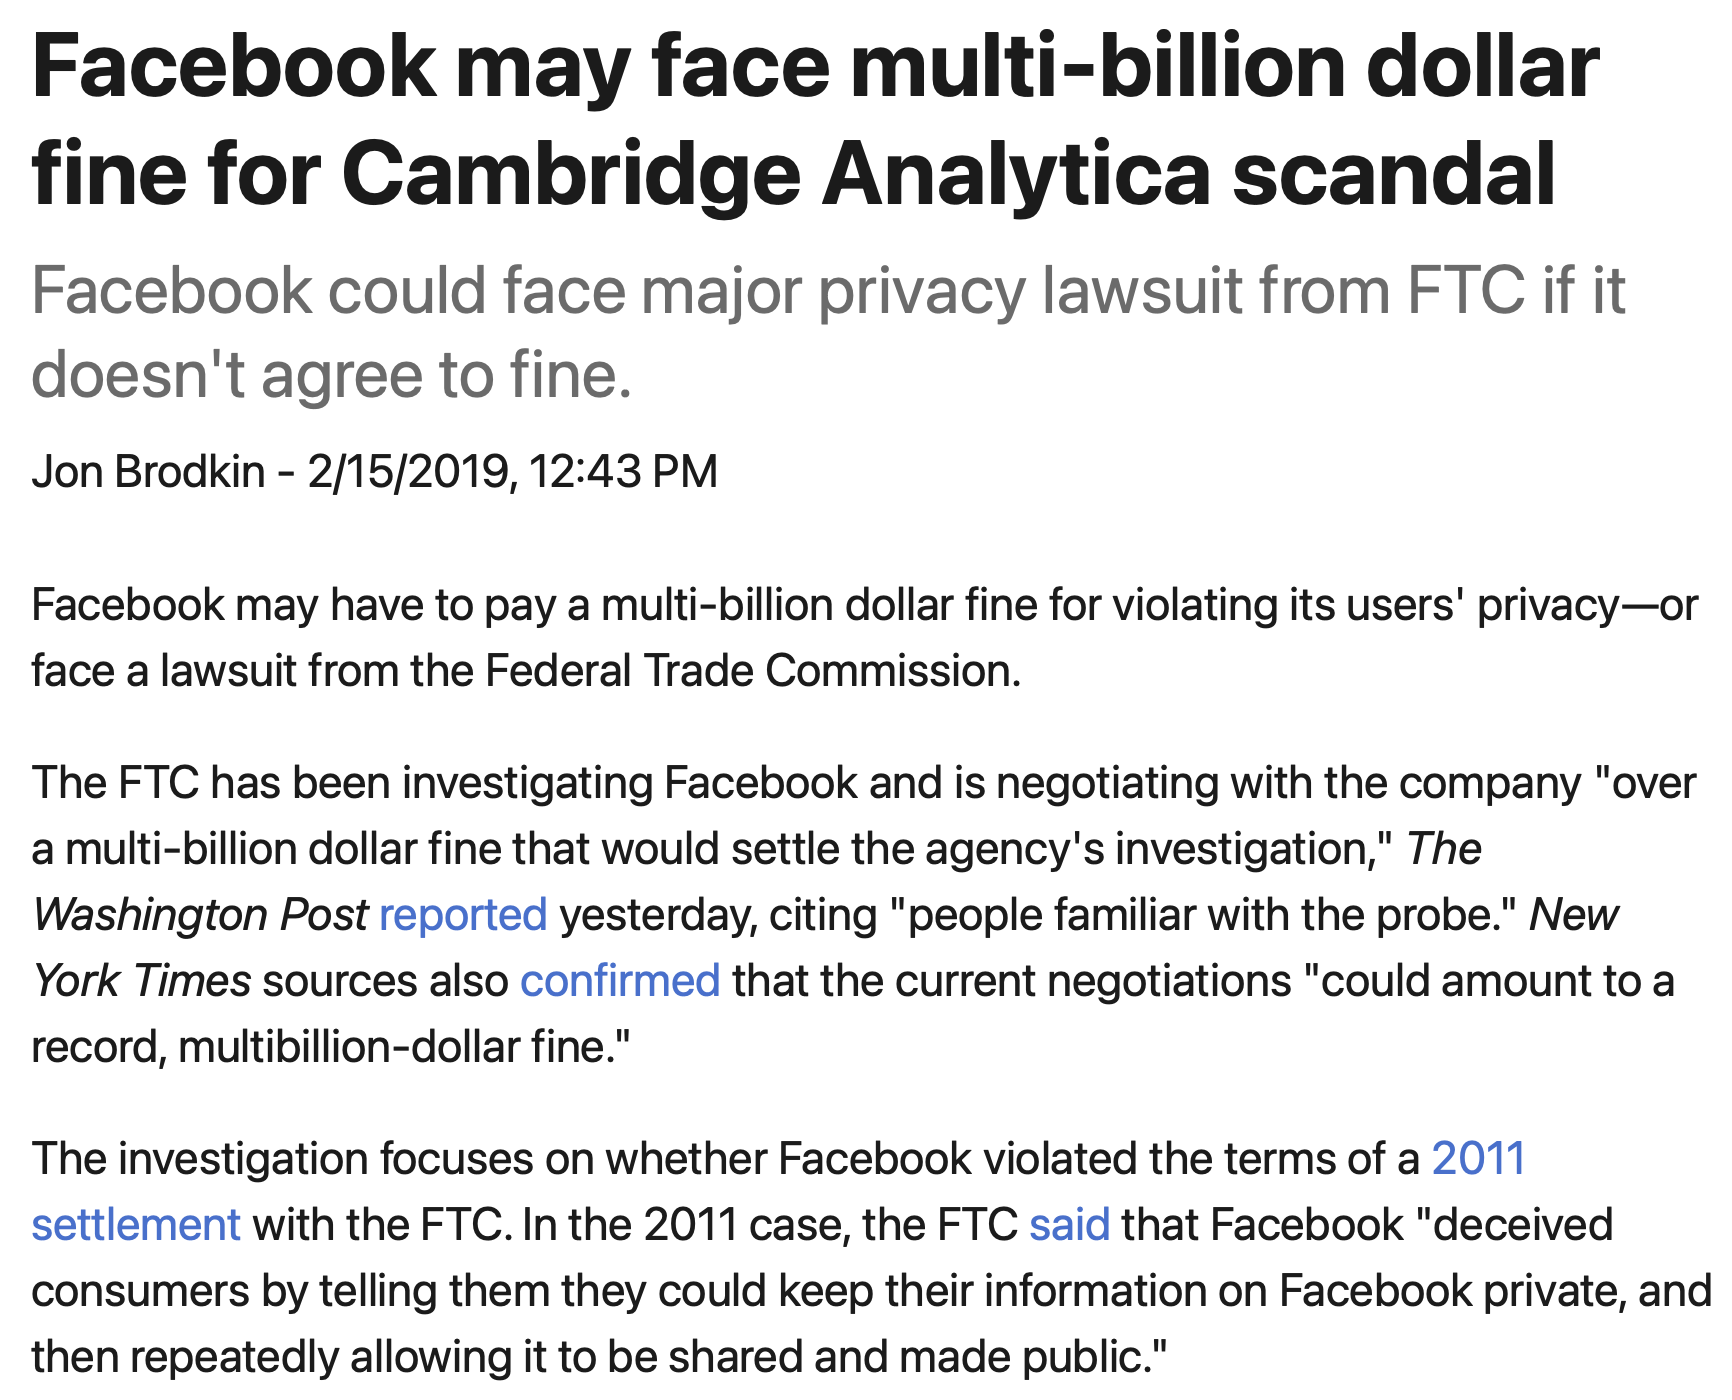 Facebook may face multi-billion dollar
fine for Cambridge Analytica scandal
Facebook could face major privacy lawsuit from FTC if it
doesn't agree to fine.
Jon Brodkin - 2/15/2019, 12:43 PM
Facebook may have to pay a multi-billion dollar fine for violating its users' privacy—or
face a lawsuit from the Federal Trade Commission.
The FTC has been investigating Facebook and is negotiating with the company "over
a multi-billion dollar fine that would settle the agency's investigation," The
Washington Post reported yesterday, citing "people familiar with the probe." New
York Times sources also confirmed that the current negotiations "could amount to a
record, multibillion-dollar fine."
The investigation focuses on whether Facebook violated the terms of a 2011
settlement with the FTC. In the 2011 case, the FTC said that Facebook "deceived
consumers by telling them they could keep their information on Facebook private, and
then repeatedly allowing it to be shared and made public."